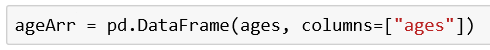 ageArr = pd.DataFrame(ages, columns=["ages"])